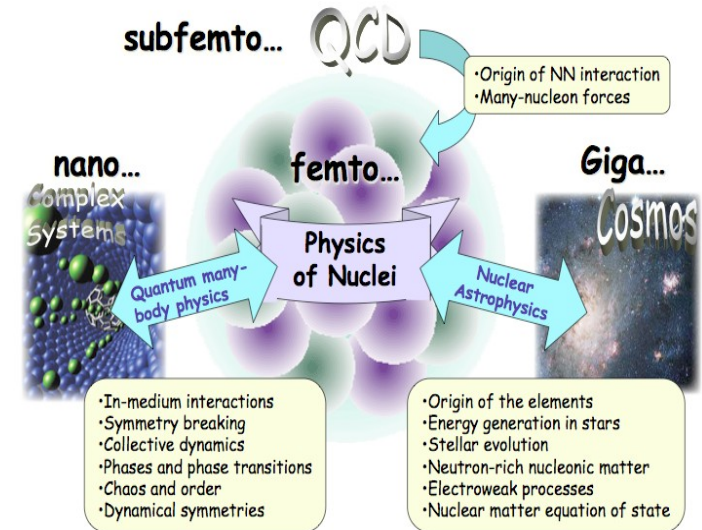 subfemto... QCD
•Origin of NN interaction
•Many-nucleon forces
nano...
femto...
Giga...
Complex
Systems
Cosmos
Physics
of Nuclei
Quantum many-
body physics
Nuclear
Astrophysics
•In-medium interactions
•Symmetry breaking
•Collective dynamics
•Phases and phase transitions
•Chaos and order
•Dynamical symmetries
•Origin of the elements
•Energy generation in stars
•Stellar evolution
•Neutron-rich nucleonic matter
•Electroweak processes
•Nuclear matter equation of state